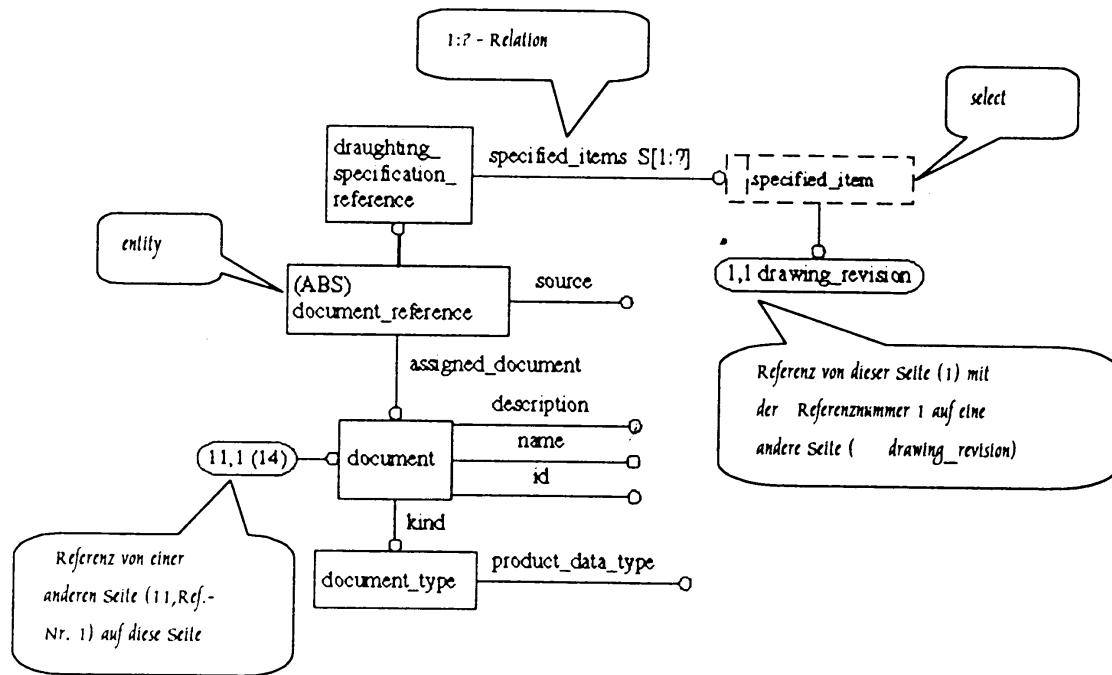 1:? - Relation
select
draughting_
specification_
reference
specified_items S[1:?]
specified_item
entity
(ABS)
document_reference
source
1,1 drawing_revision
assigned_document
Referenz von dieser Seite (1) mit
der Referenznummer 1 auf eine
andere Seite ( drawing_revision)
description
name
id
11,1 (14)
document
kind
Referenz von einer
anderen Seite (11,Ref.-
Nr. 1) auf diese Seite
document_type
product_data_type